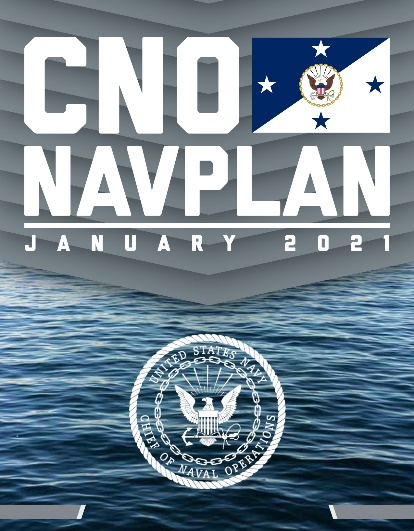 CNO
NAVPLAN
JANUARY 2021
UNITED STATES NAVY
CHIEF OF NAVAL OPERATIONS